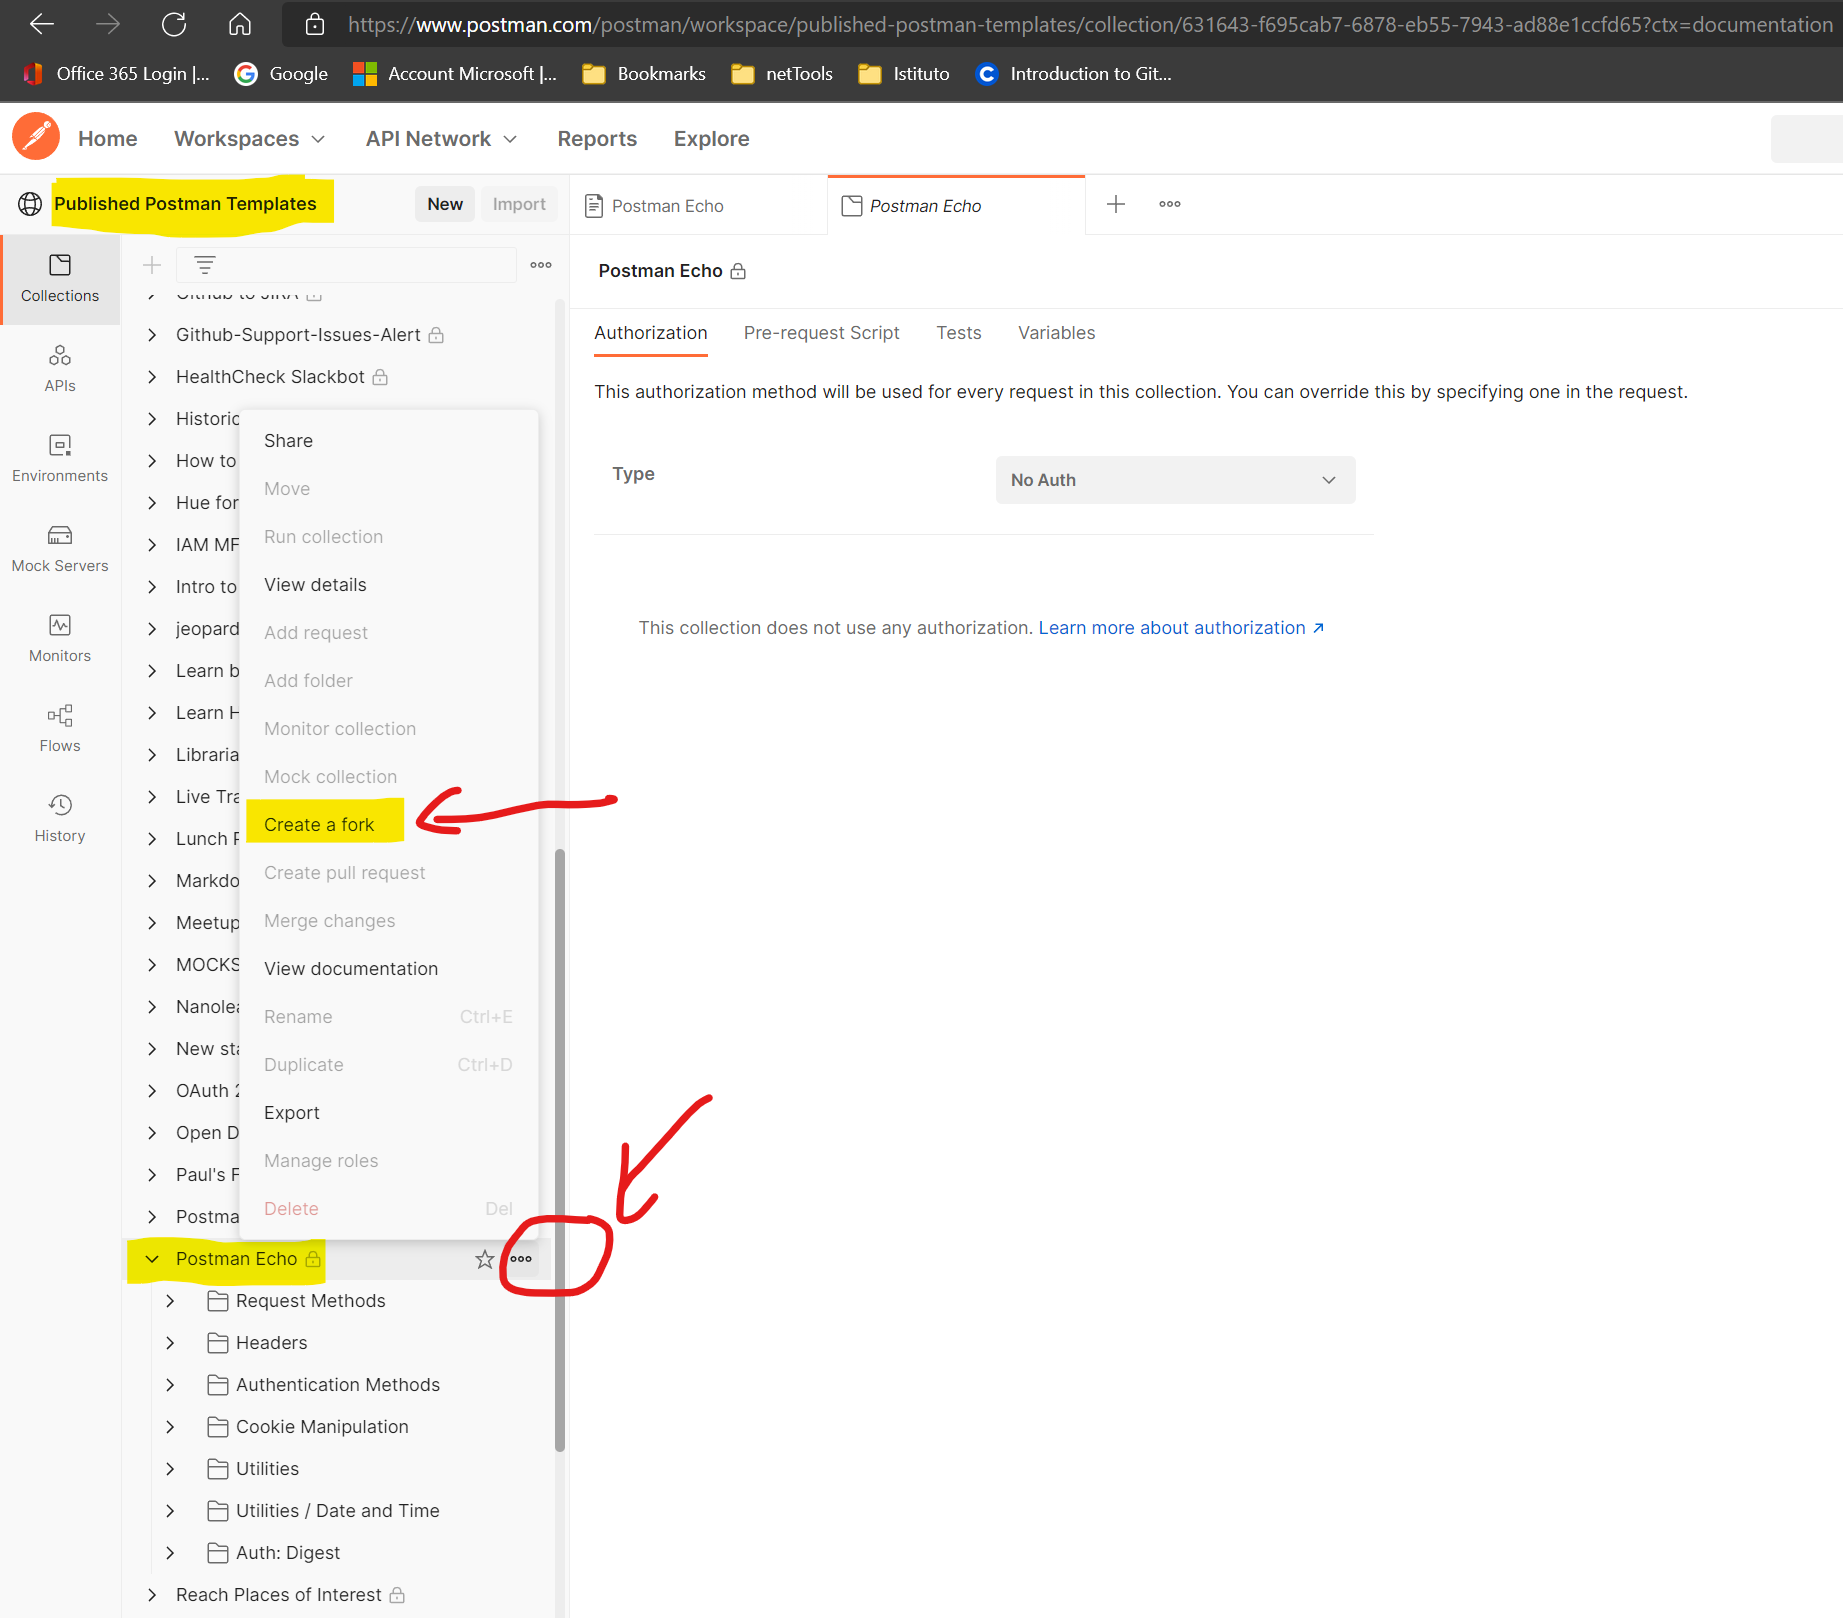 https://www.postman.com/postman/workspace/published-postman-templates/collection/631643-f695cab7-6878-eb55-7943-ad88e1ccfd65?ctx=documentation
Office 365 Login |...
Google
Account Microsoft |...
Bookmarks
netTools
Istituto
Introduction to Git...
Home
Workspaces
API Network
Reports
Explore
Published Postman Templates
New
Import
Postman Echo
Postman Echo
Collections
APIs
Environments
Mock Servers
Monitors
Flows
History
Github to JIRA
Github-Support-Issues-Alert
HealthCheck Slackbot
Historic
How to
Hue for
IAM MF
Intro to
jeopard
Learn b
Learn H
Libraria
Live Tra
Lunch P
Markdo
Meetup
MOCKS
Nanolea
New sta
OAuth 2
Open D
Paul's F
Postma
Share
Move
Run collection
View details
Add request
Add folder
Monitor collection
Mock collection
Create a fork
Create pull request
Merge changes
View documentation
Rename Ctrl+E
Duplicate Ctrl+D
Export
Manage roles
Delete Del
Postman Echo
Request Methods
Headers
Authentication Methods
Cookie Manipulation
Utilities
Utilities / Date and Time
Auth: Digest
Reach Places of Interest
Postman Echo
Authorization
Pre-request Script
Tests
Variables
This authorization method will be used for every request in this collection. You can override this by specifying one in the request.
Type
No Auth
This collection does not use any authorization. Learn more about authorization ↗